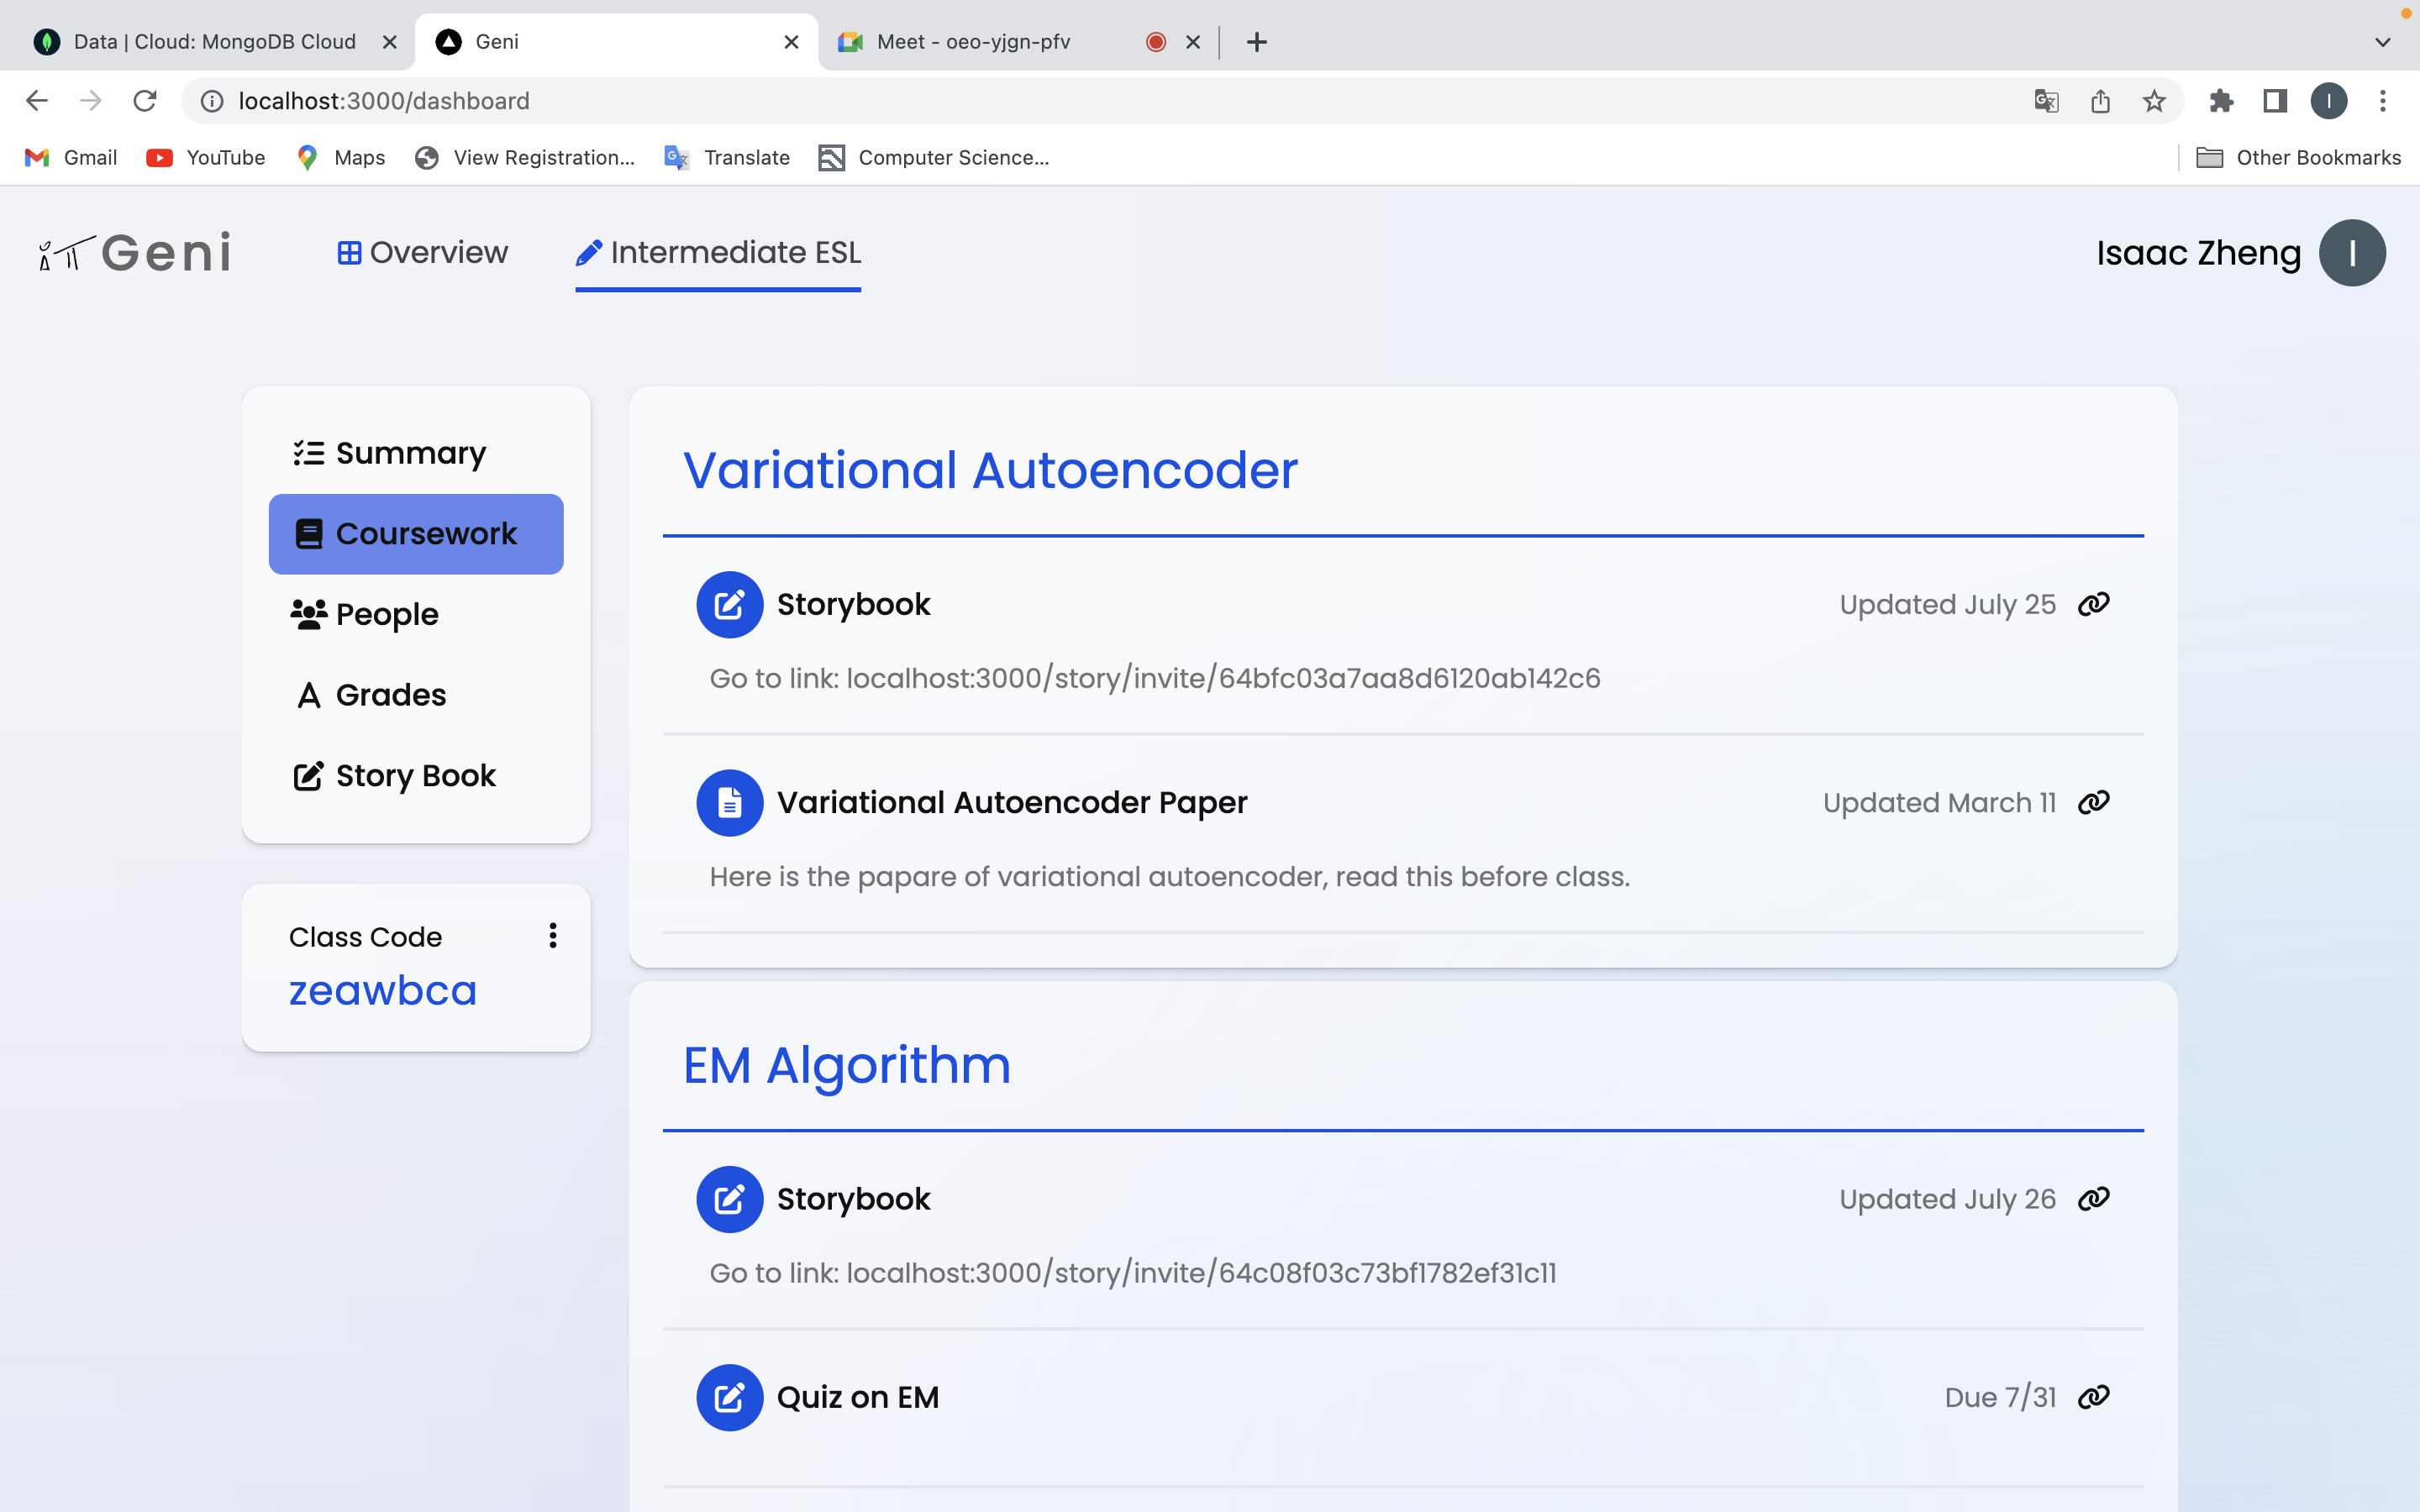 Data | Cloud: MongoDB Cloud
Geni
Meet - oeo-yjgn-pfv
localhost:3000/dashboard
I
Gmail
YouTube
Maps
View Registration...
Translate
Computer Science...
Other Bookmarks
Geni
Overview
Intermediate ESL
Isaac Zheng
I
Summary
Coursework
People
Grades
Story Book
Class Code
zeawbca
Variational Autoencoder
Storybook
Updated July 25
Go to link: localhost:3000/story/invite/64bfc03a7aa8d6120ab142c6
Variational Autoencoder Paper
Updated March 11
Here is the papare of variational autoencoder, read this before class.
EM Algorithm
Storybook
Updated July 26
Go to link: localhost:3000/story/invite/64c08f03c73bf1782ef31c11
Quiz on EM
Due 7/31